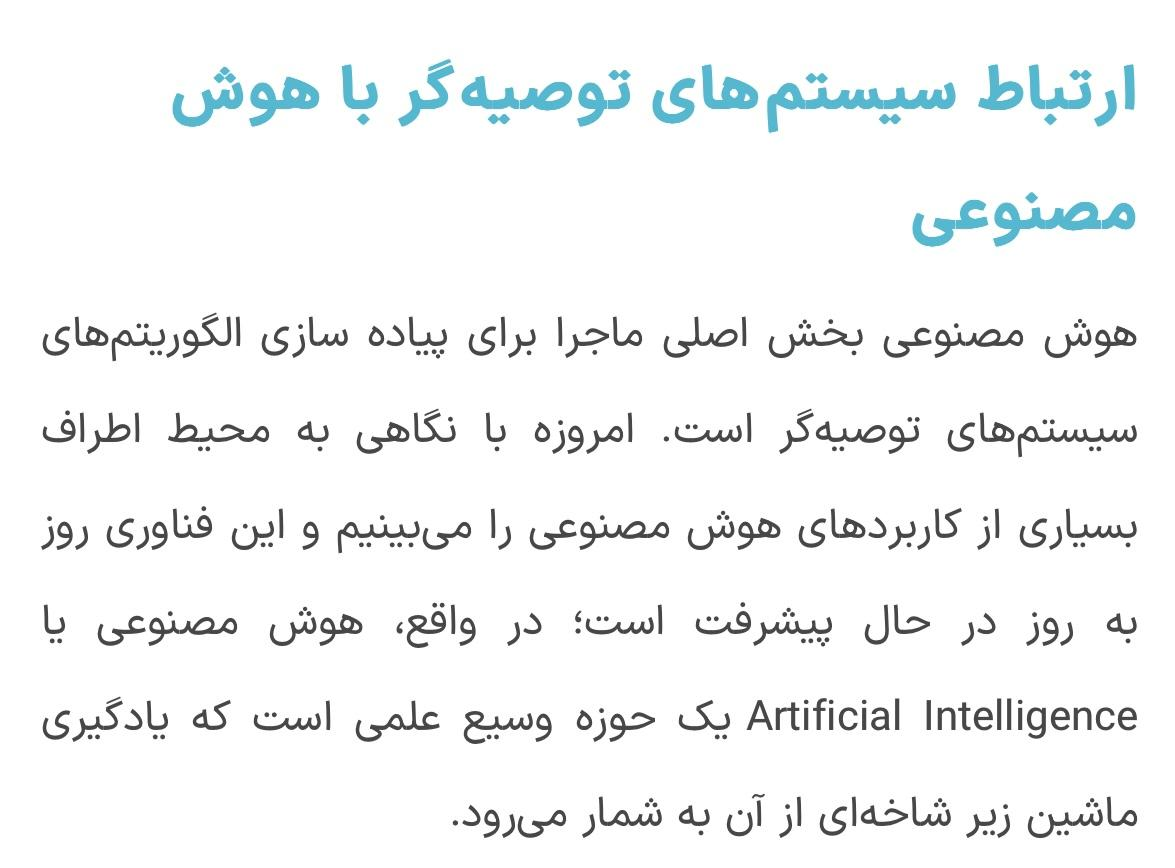 ارتباط سیستم‌های توصیه‌گر با هوش
مصنوعی
هوش مصنوعی بخش اصلی ماجرا برای پیاده سازی الگوریتم‌های
سیستم‌های توصیه‌گر است. امروزه با نگاهی به محیط اطراف
بسیاری از کاربردهای هوش مصنوعی را می‌بینیم و این فناوری روز
به روز در حال پیشرفت است؛ در واقع، هوش مصنوعی یا
Artificial Intelligence یک حوزه وسیع علمی است که یادگیری
ماشین زیر شاخه‌ای از آن به شمار می‌رود.